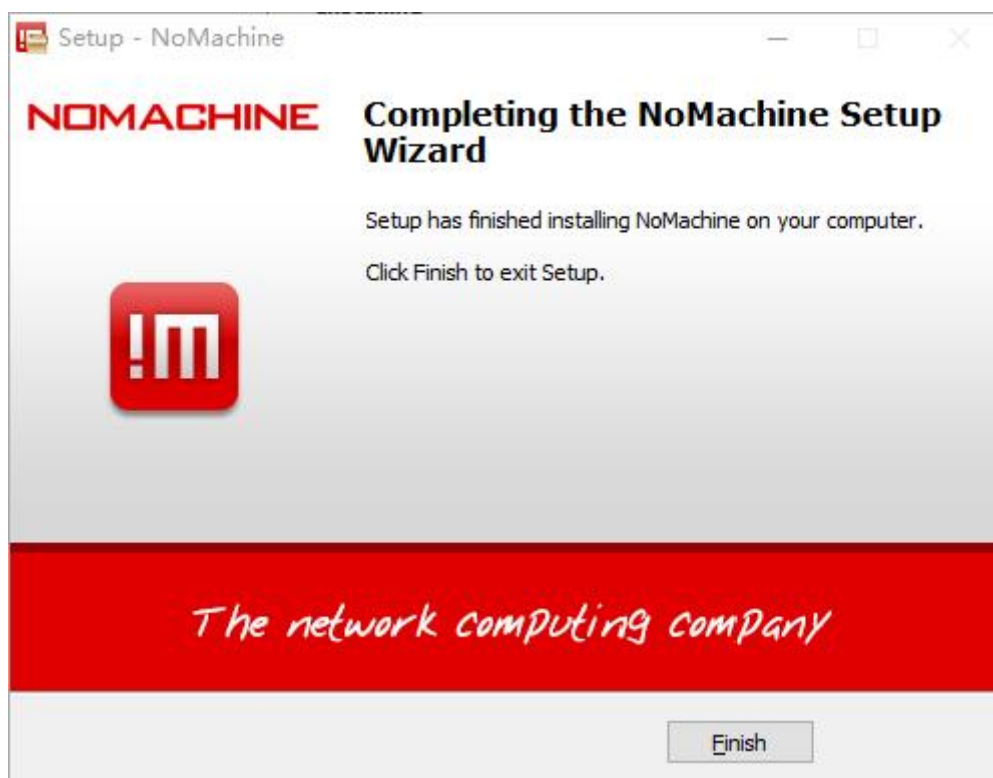 Setup - NoMachine
NOMACHINE
Completing the NoMachine Setup
Wizard
Setup has finished installing NoMachine on your computer.
Click Finish to exit Setup.
!M
The network computing company
Finish